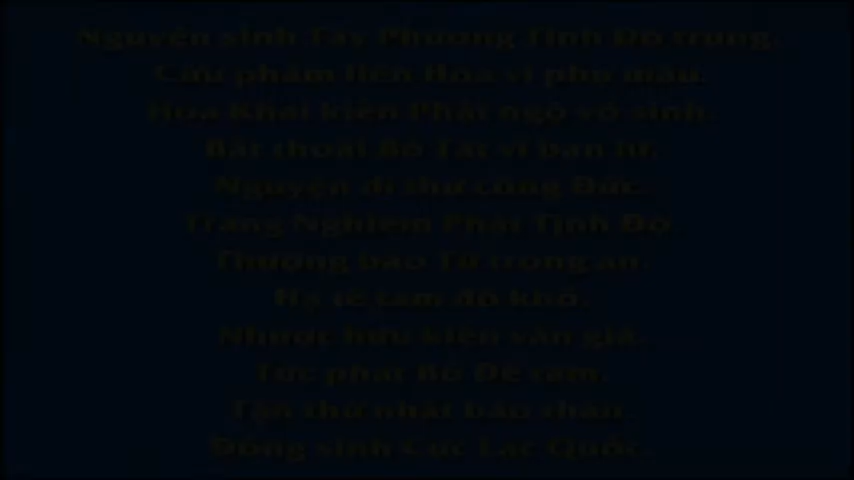 Nguyện sinh Tây Phương Tịnh Độ trung.
Cửu phẩm liên Hoa vi phụ mẫu.
Hoa Khai kiến Phật ngộ vô sinh.
Bất thoái Bồ Tát vi bạn lữ.
Nguyện dĩ thử công Đức.
Trang Nghiêm Phật Tịnh Độ
Thượng báo Tứ trọng ân.
Hạ tế tam đồ khổ.
Nhược hữu kiến văn giả.
Tức phát Bồ Đề tâm.
Tận thử nhất báo thân.
Đồng sinh Cực Lạc Quốc.